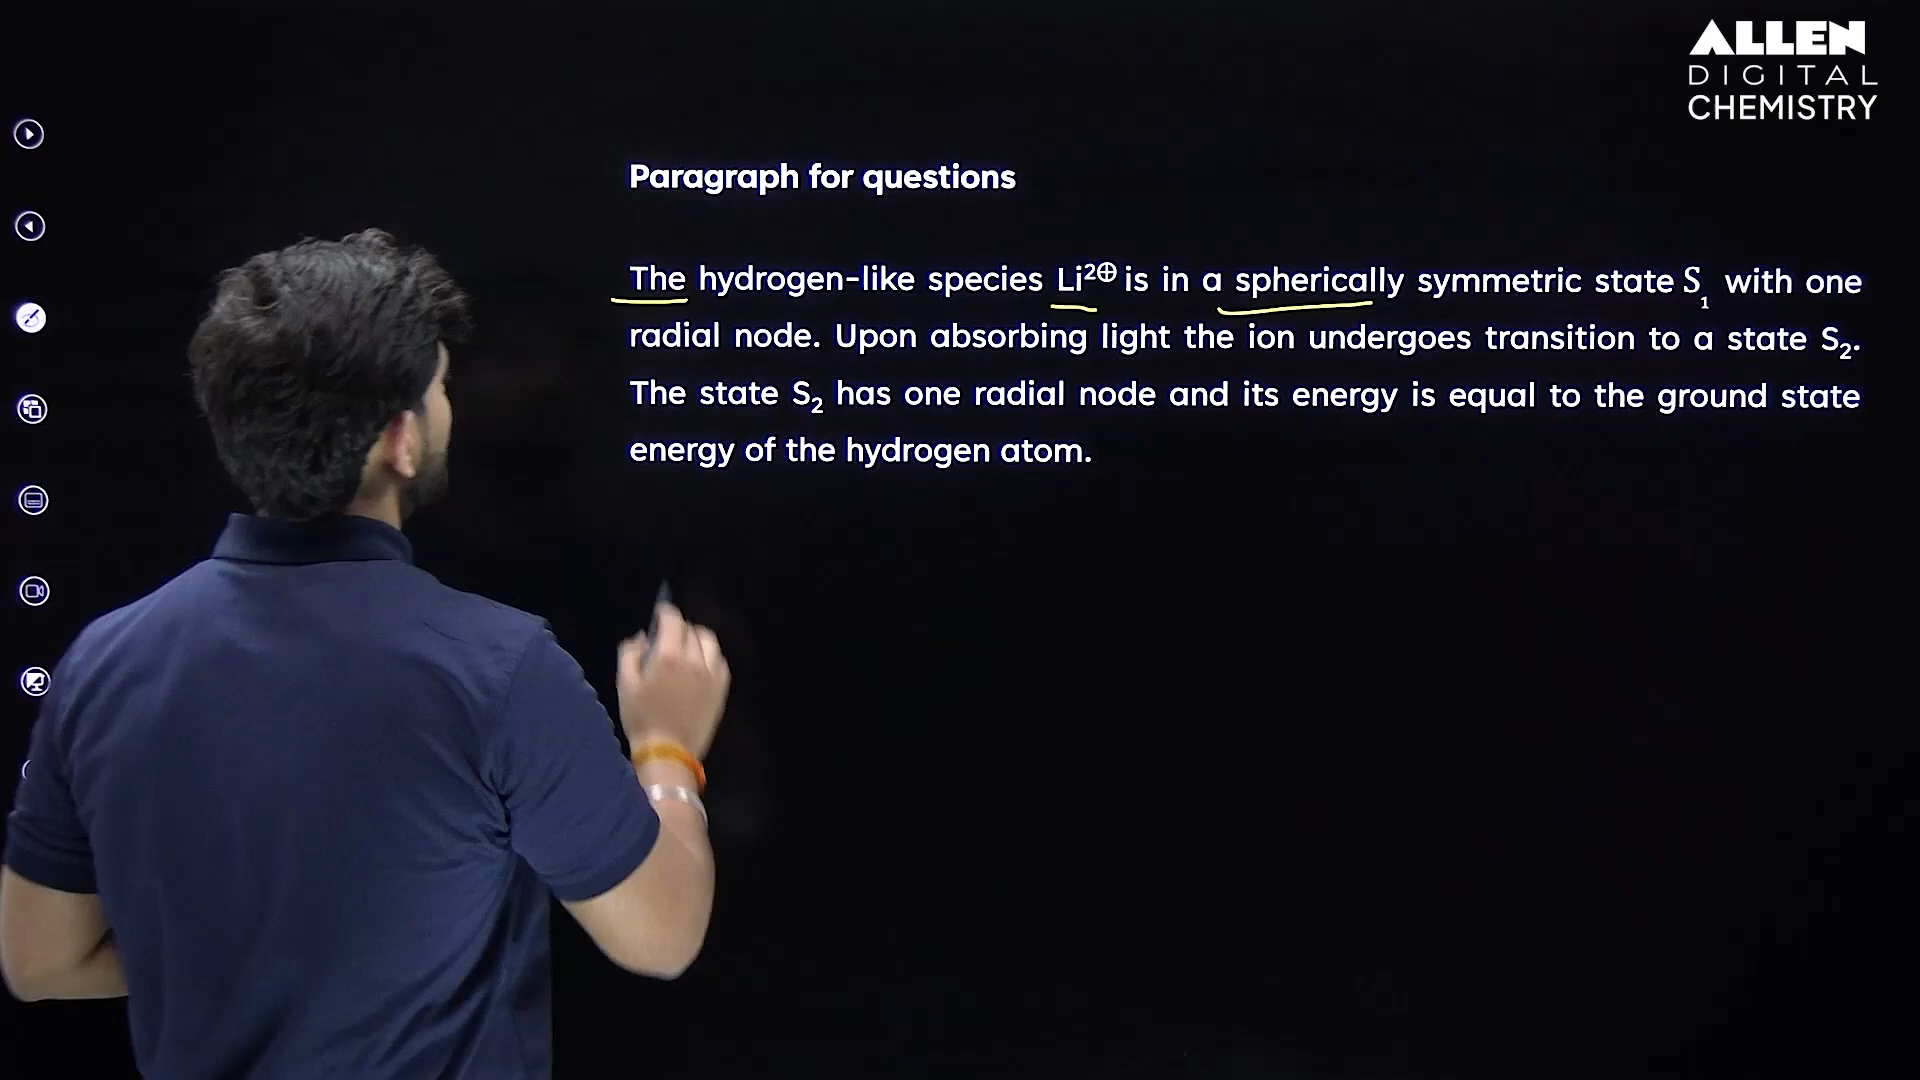 ALLEN
DIGITAL
CHEMISTRY
Paragraph for questions
The hydrogen-like species Li²⊕ is in a spherically symmetric state S₁ with one
radial node. Upon absorbing light the ion undergoes transition to a state S₂.
The state S₂ has one radial node and its energy is equal to the ground state
energy of the hydrogen atom.